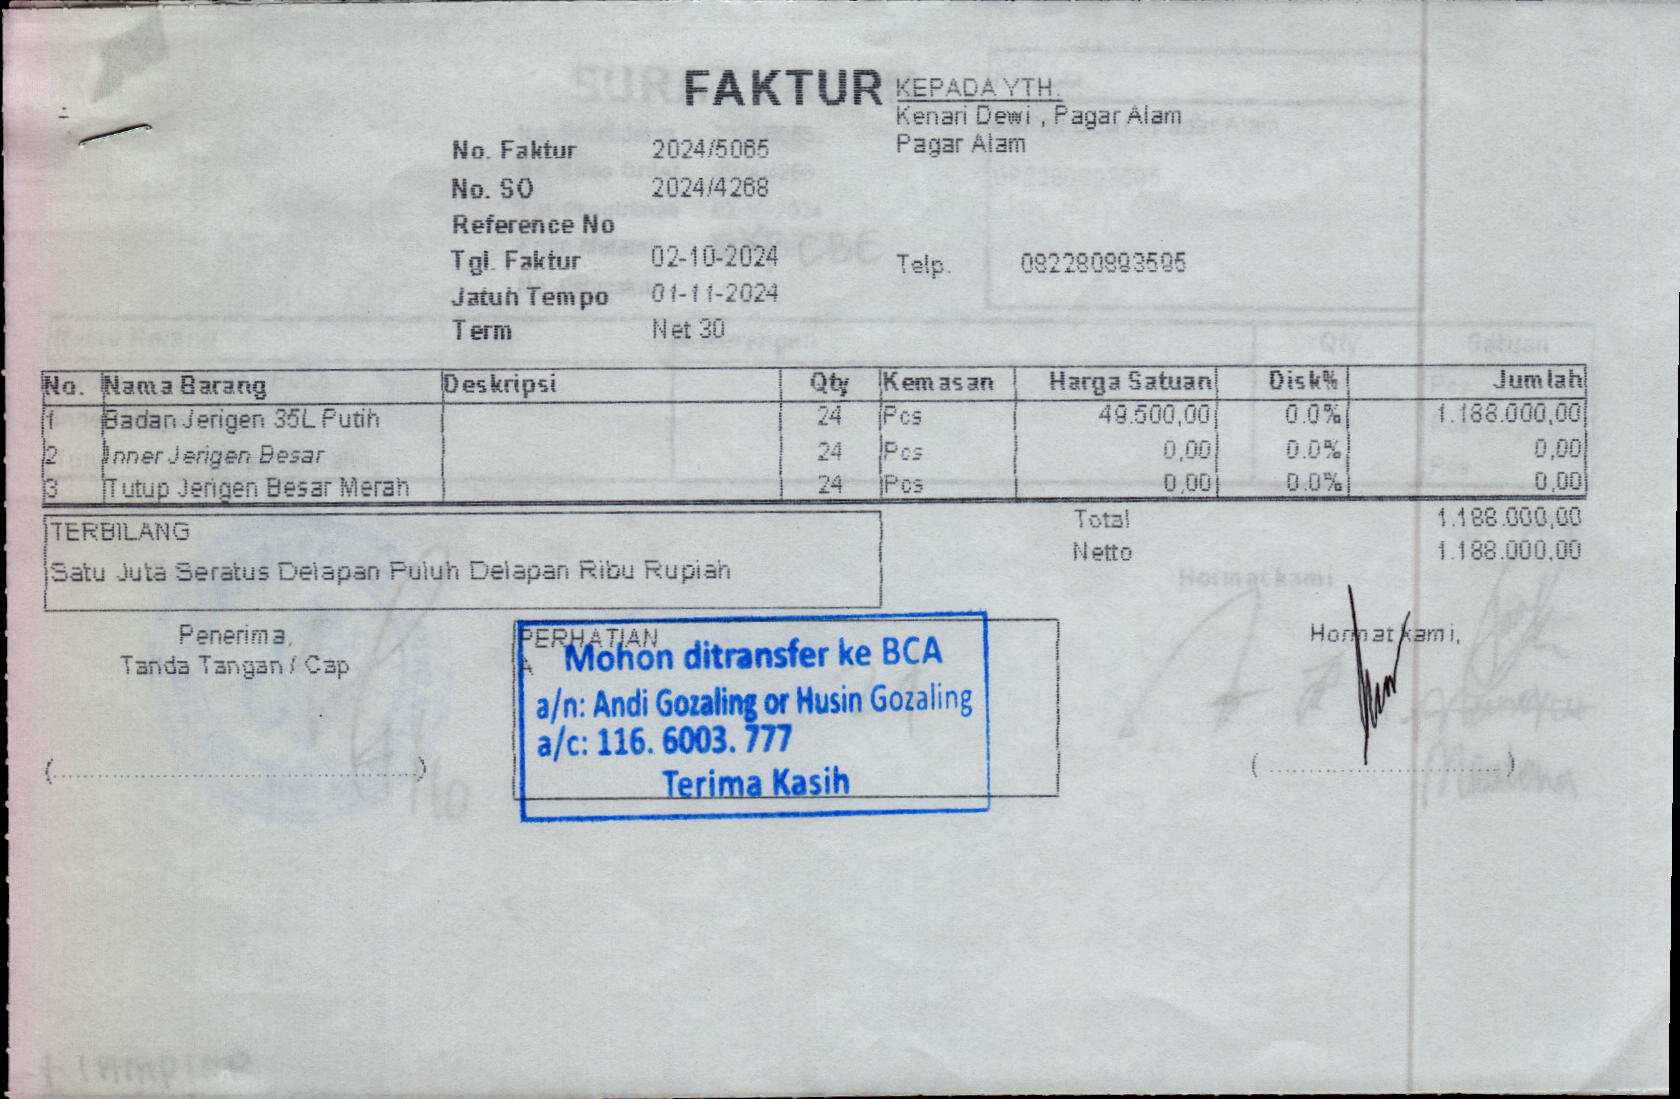 FAKTUR
KEPADA YTH.
Kenari Dewi , Pagar Alam
Pagar Alam
No. Faktur 2024/5065
No. SO 2024/4268
Reference No
Tgl. Faktur 02-10-2024
Telp. 082280893595
Jatuh Tempo 01-11-2024
Term Net 30
No. Nama Barang Deskripsi Qty Kemasan Harga Satuan Disk% Jumlah
1 Badan Jerigen 35L Putih 24 Pcs 49.500,00 0.0% 1.188.000,00
2 Inner Jerigen Besar 24 Pcs 0,00 0.0% 0,00
3 Tutup Jerigen Besar Merah 24 Pcs 0,00 0.0% 0,00
TERBILANG
Satu Juta Seratus Delapan Puluh Delapan Ribu Rupiah
Total 1.188.000,00
Netto 1.188.000,00
Penerima,
Tanda Tangan / Cap
PERHATIAN
A
Mohon ditransfer ke BCA
a/n: Andi Gozaling or Husin Gozaling
a/c: 116. 6003. 777
Terima Kasih
Hormat kami,